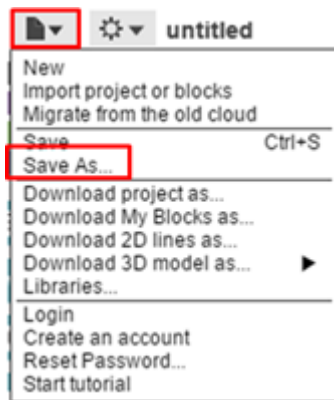 untitled
New
Import project or blocks
Migrate from the old cloud
Save Ctrl+S
Save As...
Download project as...
Download My Blocks as...
Download 2D lines as...
Download 3D model as...
Libraries...
Login
Create an account
Reset Password...
Start tutorial